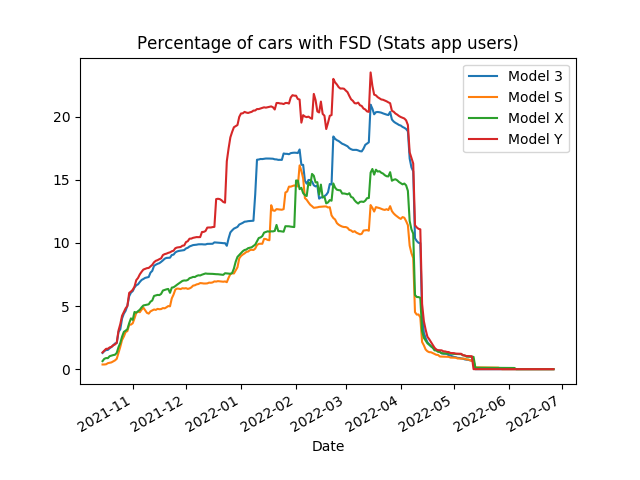 Percentage of cars with FSD (Stats app users)
Model 3
Model S
Model X
Model Y
20
15
10
5
0
2021-11
2021-12
2022-01
2022-02
2022-03
2022-04
2022-05
2022-06
2022-07
Date